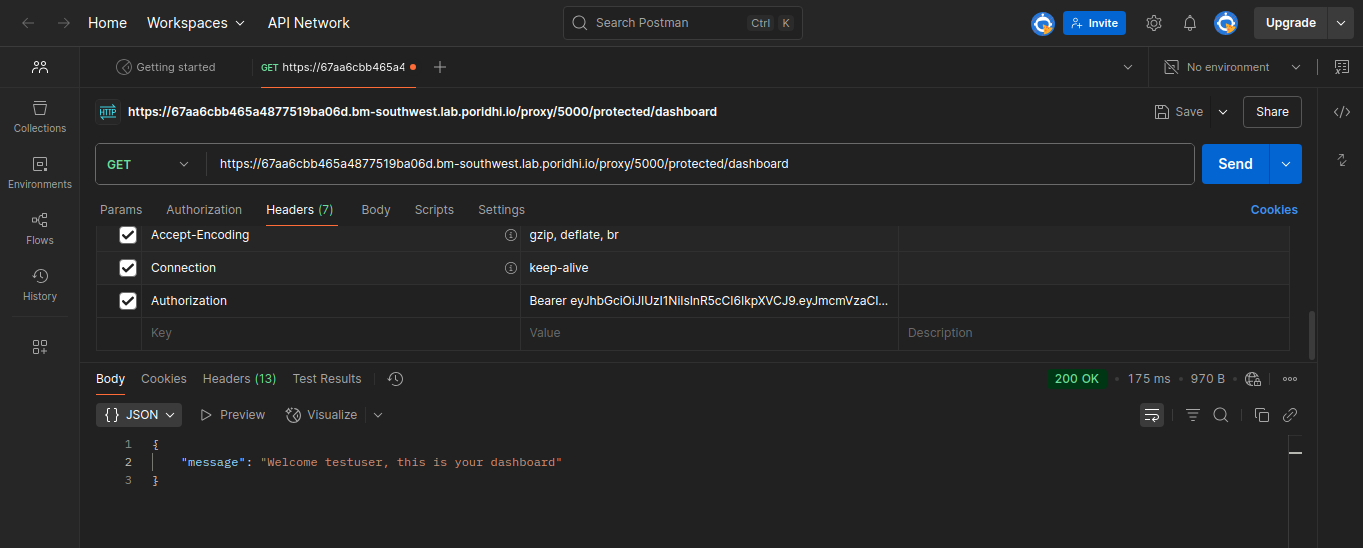 Home Workspaces API Network Search Postman Ctrl K Invite Upgrade
Getting started GET https://67aa6cbb465a4 No environment
HTTP https://67aa6cbb465a4877519ba06d.bm-southwest.lab.poridhi.io/proxy/5000/protected/dashboard Save Share
Collections
GET https://67aa6cbb465a4877519ba06d.bm-southwest.lab.poridhi.io/proxy/5000/protected/dashboard Send
Environments
Params Authorization Headers (7) Body Scripts Settings Cookies
Flows
Accept-Encoding gzip, deflate, br
Connection keep-alive
History
Authorization Bearer eyJhbGciOiJIUzI1NiIsInR5cCI6IkpXVCJ9.eyJmcmVzaCI...
Key Value Description
Body Cookies Headers (13) Test Results 200 OK 175 ms 970 B
{} JSON Preview Visualize
1 {
2 "message": "Welcome testuser, this is your dashboard"
3 }